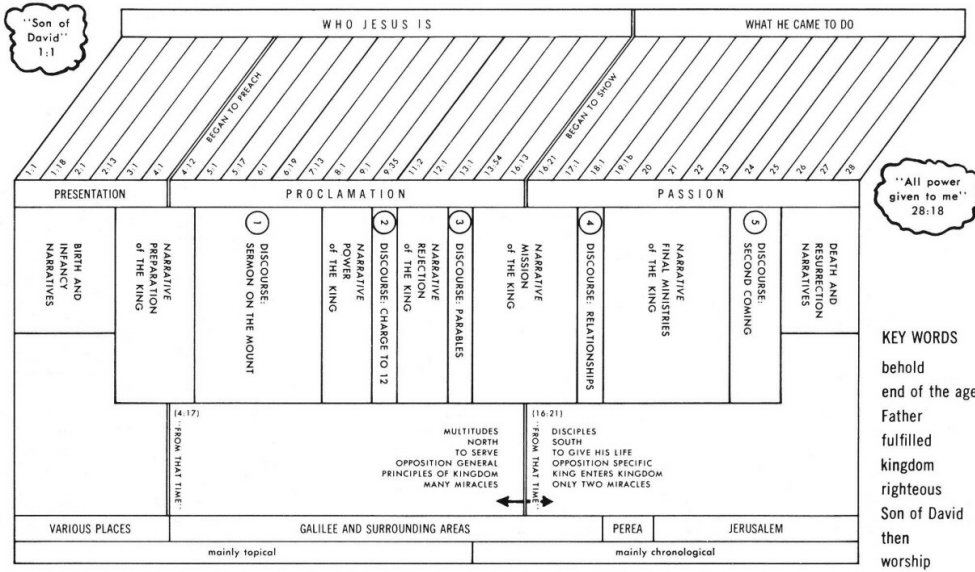 "Son of
David"
1:1
WHO JESUS IS
WHAT HE CAME TO DO
BEGAN TO PREACH
BEGAN TO SHOW
1:1
1:18
2:1
2:13
3:1
4:1
4:12
5:1
5:17
6:1
6:19
7:13
8:1
9:1
9:35
11:2
12:1
13:1
13:54
16:13
16:21
17:1
18:1
19:1b
20
21
22
23
24
25
26
27
28
"All power
given to me"
28:18
PRESENTATION
PROCLAMATION
PASSION
BIRTH AND
INFANCY
NARRATIVES
NARRATIVE
PREPARATION
of THE KING
1
DISCOURSE:
SERMON ON THE MOUNT
NARRATIVE
POWER
of THE KING
2
DISCOURSE: CHARGE TO 12
NARRATIVE
REJECTION
of THE KING
3
DISCOURSE: PARABLES
NARRATIVE
MISSION
of THE KING
4
DISCOURSE: RELATIONSHIPS
NARRATIVE
FINAL MINISTRIES
of THE KING
5
DISCOURSE:
SECOND COMING
DEATH AND
RESURRECTION
NARRATIVES
(4:17)
"FROM THAT TIME"
MULTITUDES
NORTH
TO SERVE
OPPOSITION GENERAL
PRINCIPLES OF KINGDOM
MANY MIRACLES
(16:21)
"FROM THAT TIME"
DISCIPLES
SOUTH
TO GIVE HIS LIFE
OPPOSITION SPECIFIC
KING ENTERS KINGDOM
ONLY TWO MIRACLES
VARIOUS PLACES
GALILEE AND SURROUNDING AREAS
PEREA
JERUSALEM
mainly topical
mainly chronological
KEY WORDS
behold
end of the age
Father
fulfilled
kingdom
righteous
Son of David
then
worship